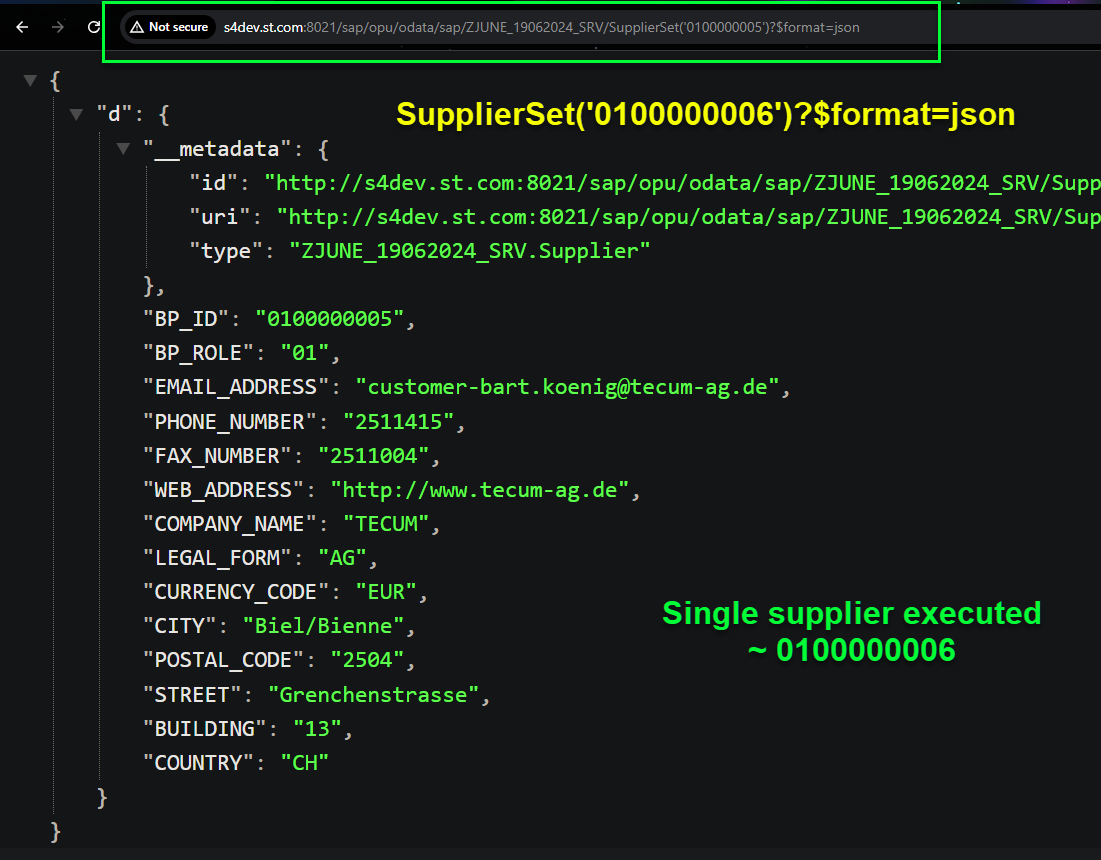 Not secure s4dev.st.com:8021/sap/opu/odata/sap/ZJUNE_19062024_SRV/SupplierSet('0100000005')?$format=json
{
"d": {
SupplierSet('0100000006')?$format=json
"__metadata": {
"id": "http://s4dev.st.com:8021/sap/opu/odata/sap/ZJUNE_19062024_SRV/Supp
"uri": "http://s4dev.st.com:8021/sap/opu/odata/sap/ZJUNE_19062024_SRV/Sup
"type": "ZJUNE_19062024_SRV.Supplier"
},
"BP_ID": "0100000005",
"BP_ROLE": "01",
"EMAIL_ADDRESS": "customer-bart.koenig@tecum-ag.de",
"PHONE_NUMBER": "2511415",
"FAX_NUMBER": "2511004",
"WEB_ADDRESS": "http://www.tecum-ag.de",
"COMPANY_NAME": "TECUM",
"LEGAL_FORM": "AG",
"CURRENCY_CODE": "EUR",
"CITY": "Biel/Bienne",
"POSTAL_CODE": "2504",
"STREET": "Grenchenstrasse",
"BUILDING": "13",
"COUNTRY": "CH"
}
}
Single supplier executed
~ 0100000006